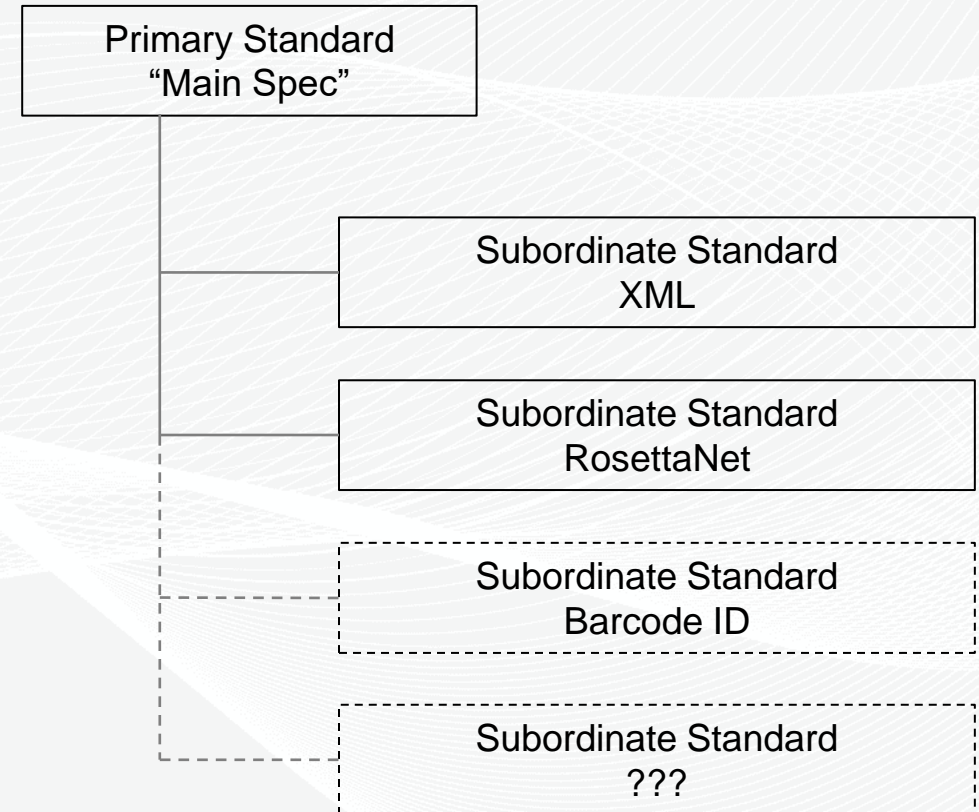 Primary Standard
“Main Spec”
Subordinate Standard
XML
Subordinate Standard
RosettaNet
Subordinate Standard
Barcode ID
Subordinate Standard
???